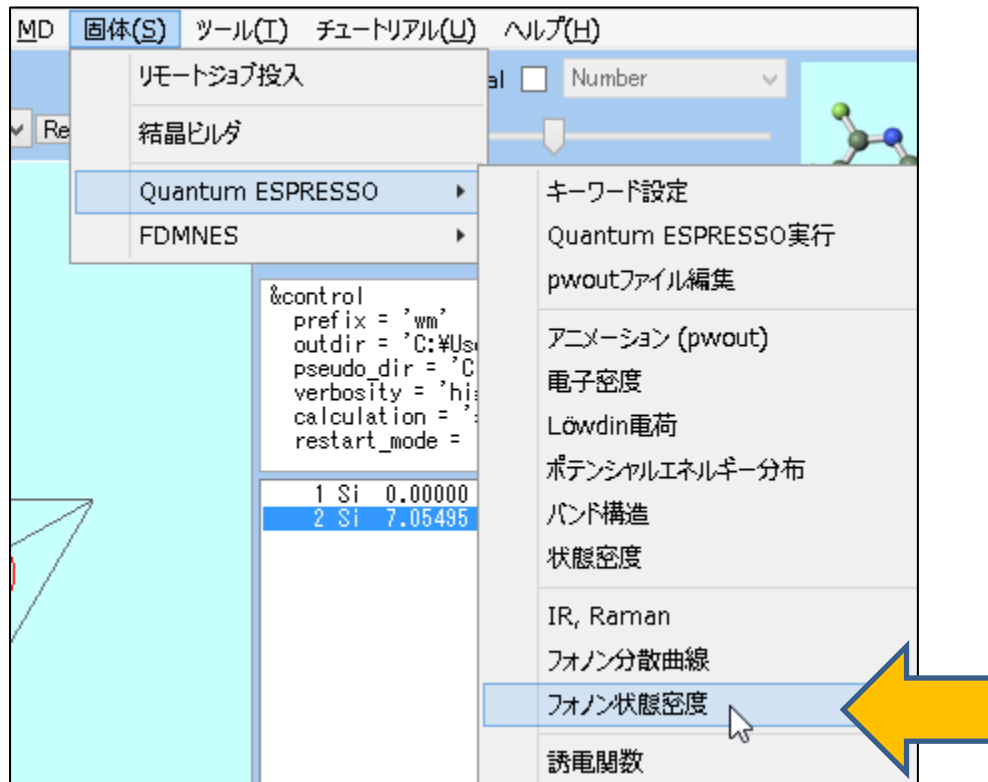 MD 固体(S) ツール(T) チュートリアル(U) ヘルプ(H)
リモートジョブ投入
al Number
Re
結晶ビルダ
Quantum ESPRESSO
FDMNES
キーワード設定
Quantum ESPRESSO実行
pwoutファイル編集
アニメーション (pwout)
電子密度
Löwdin電荷
ポテンシャルエネルギー分布
バンド構造
状態密度
IR, Raman
フォノン分散曲線
フォノン状態密度
誘電関数
&control
prefix = 'wm'
outdir = 'C:¥Use
pseudo_dir = 'C
verbosity = 'hi
calculation = '
restart_mode =
1 Si 0.00000
2 Si 7.05495